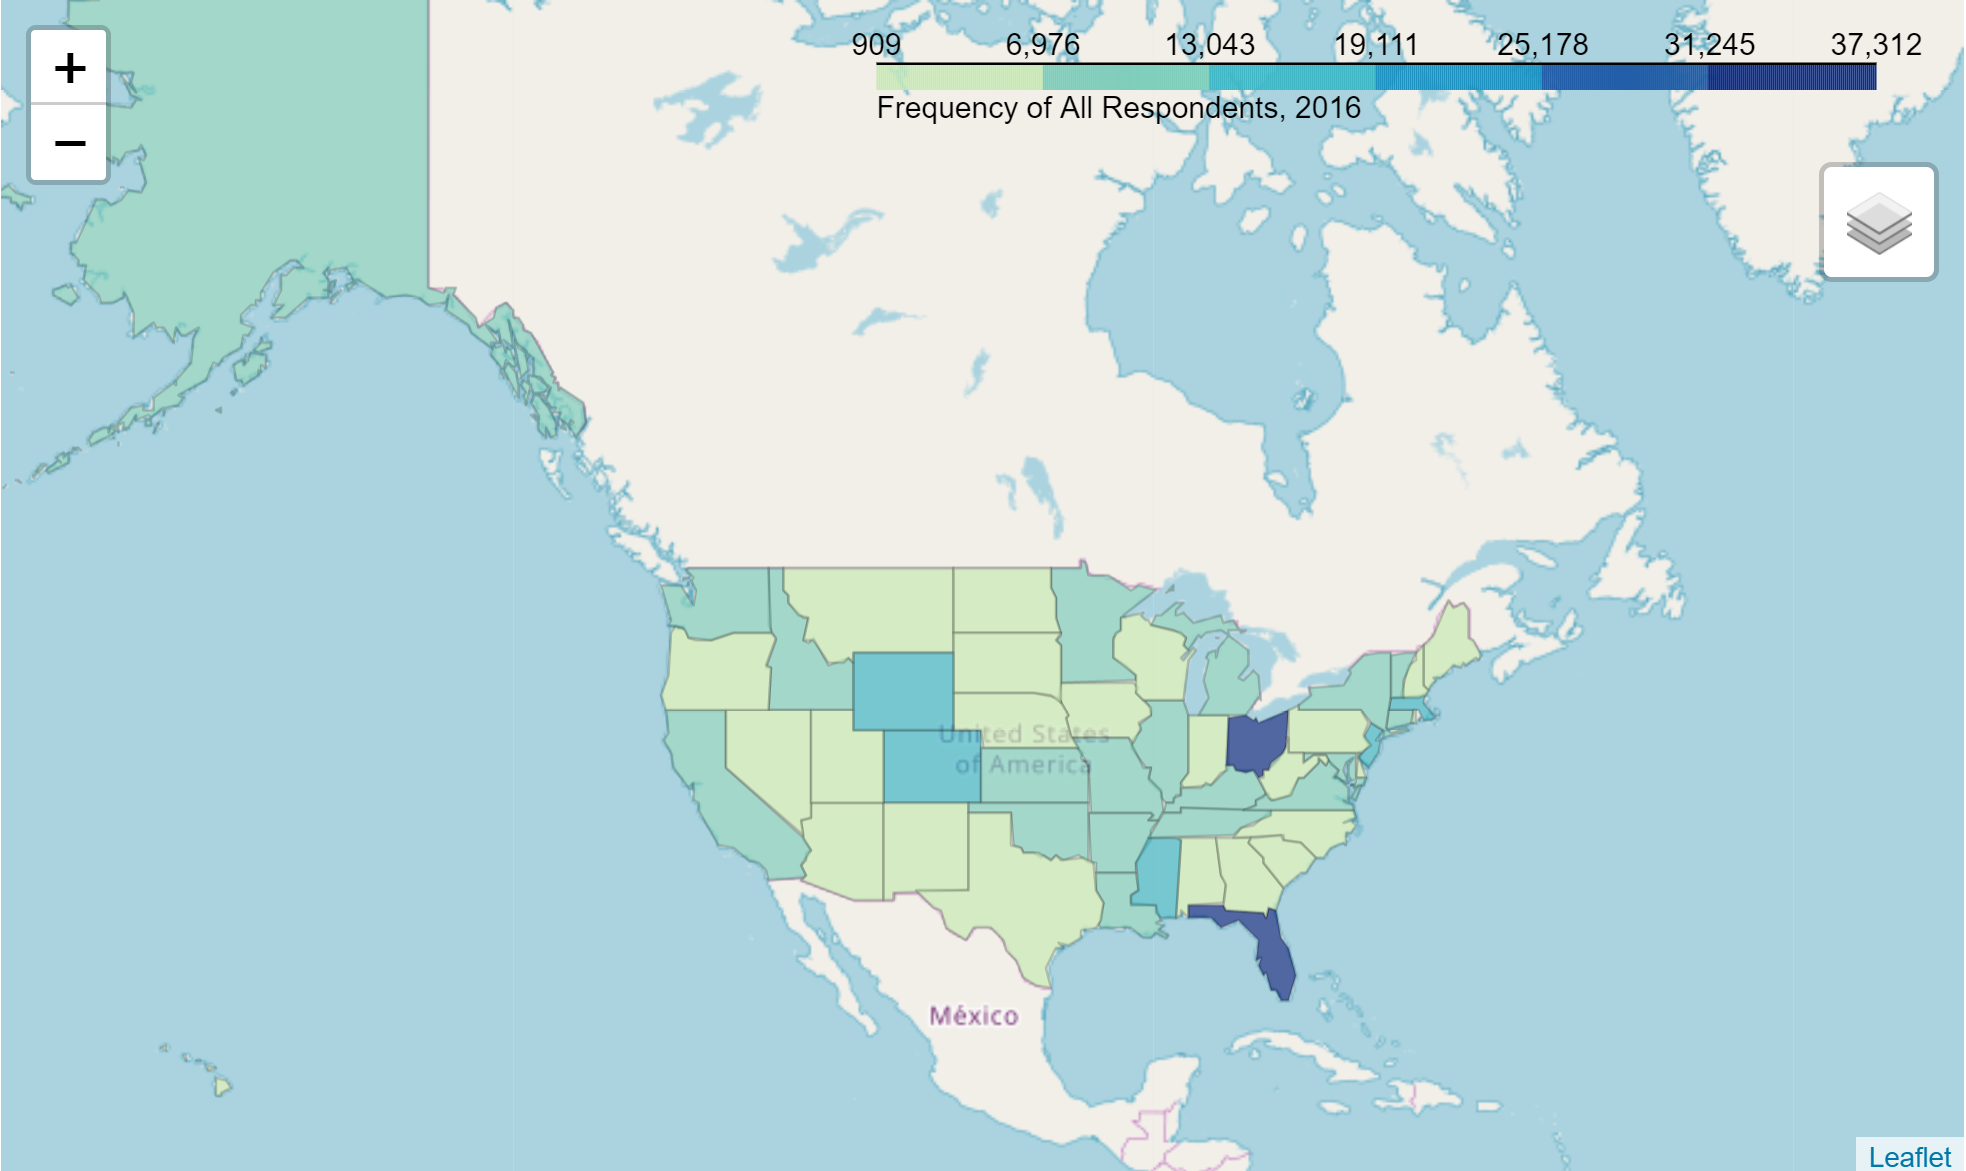 +
−
909 6,976 13,043 19,111 25,178 31,245 37,312
Frequency of All Respondents, 2016
United States
of America
México
Leaflet